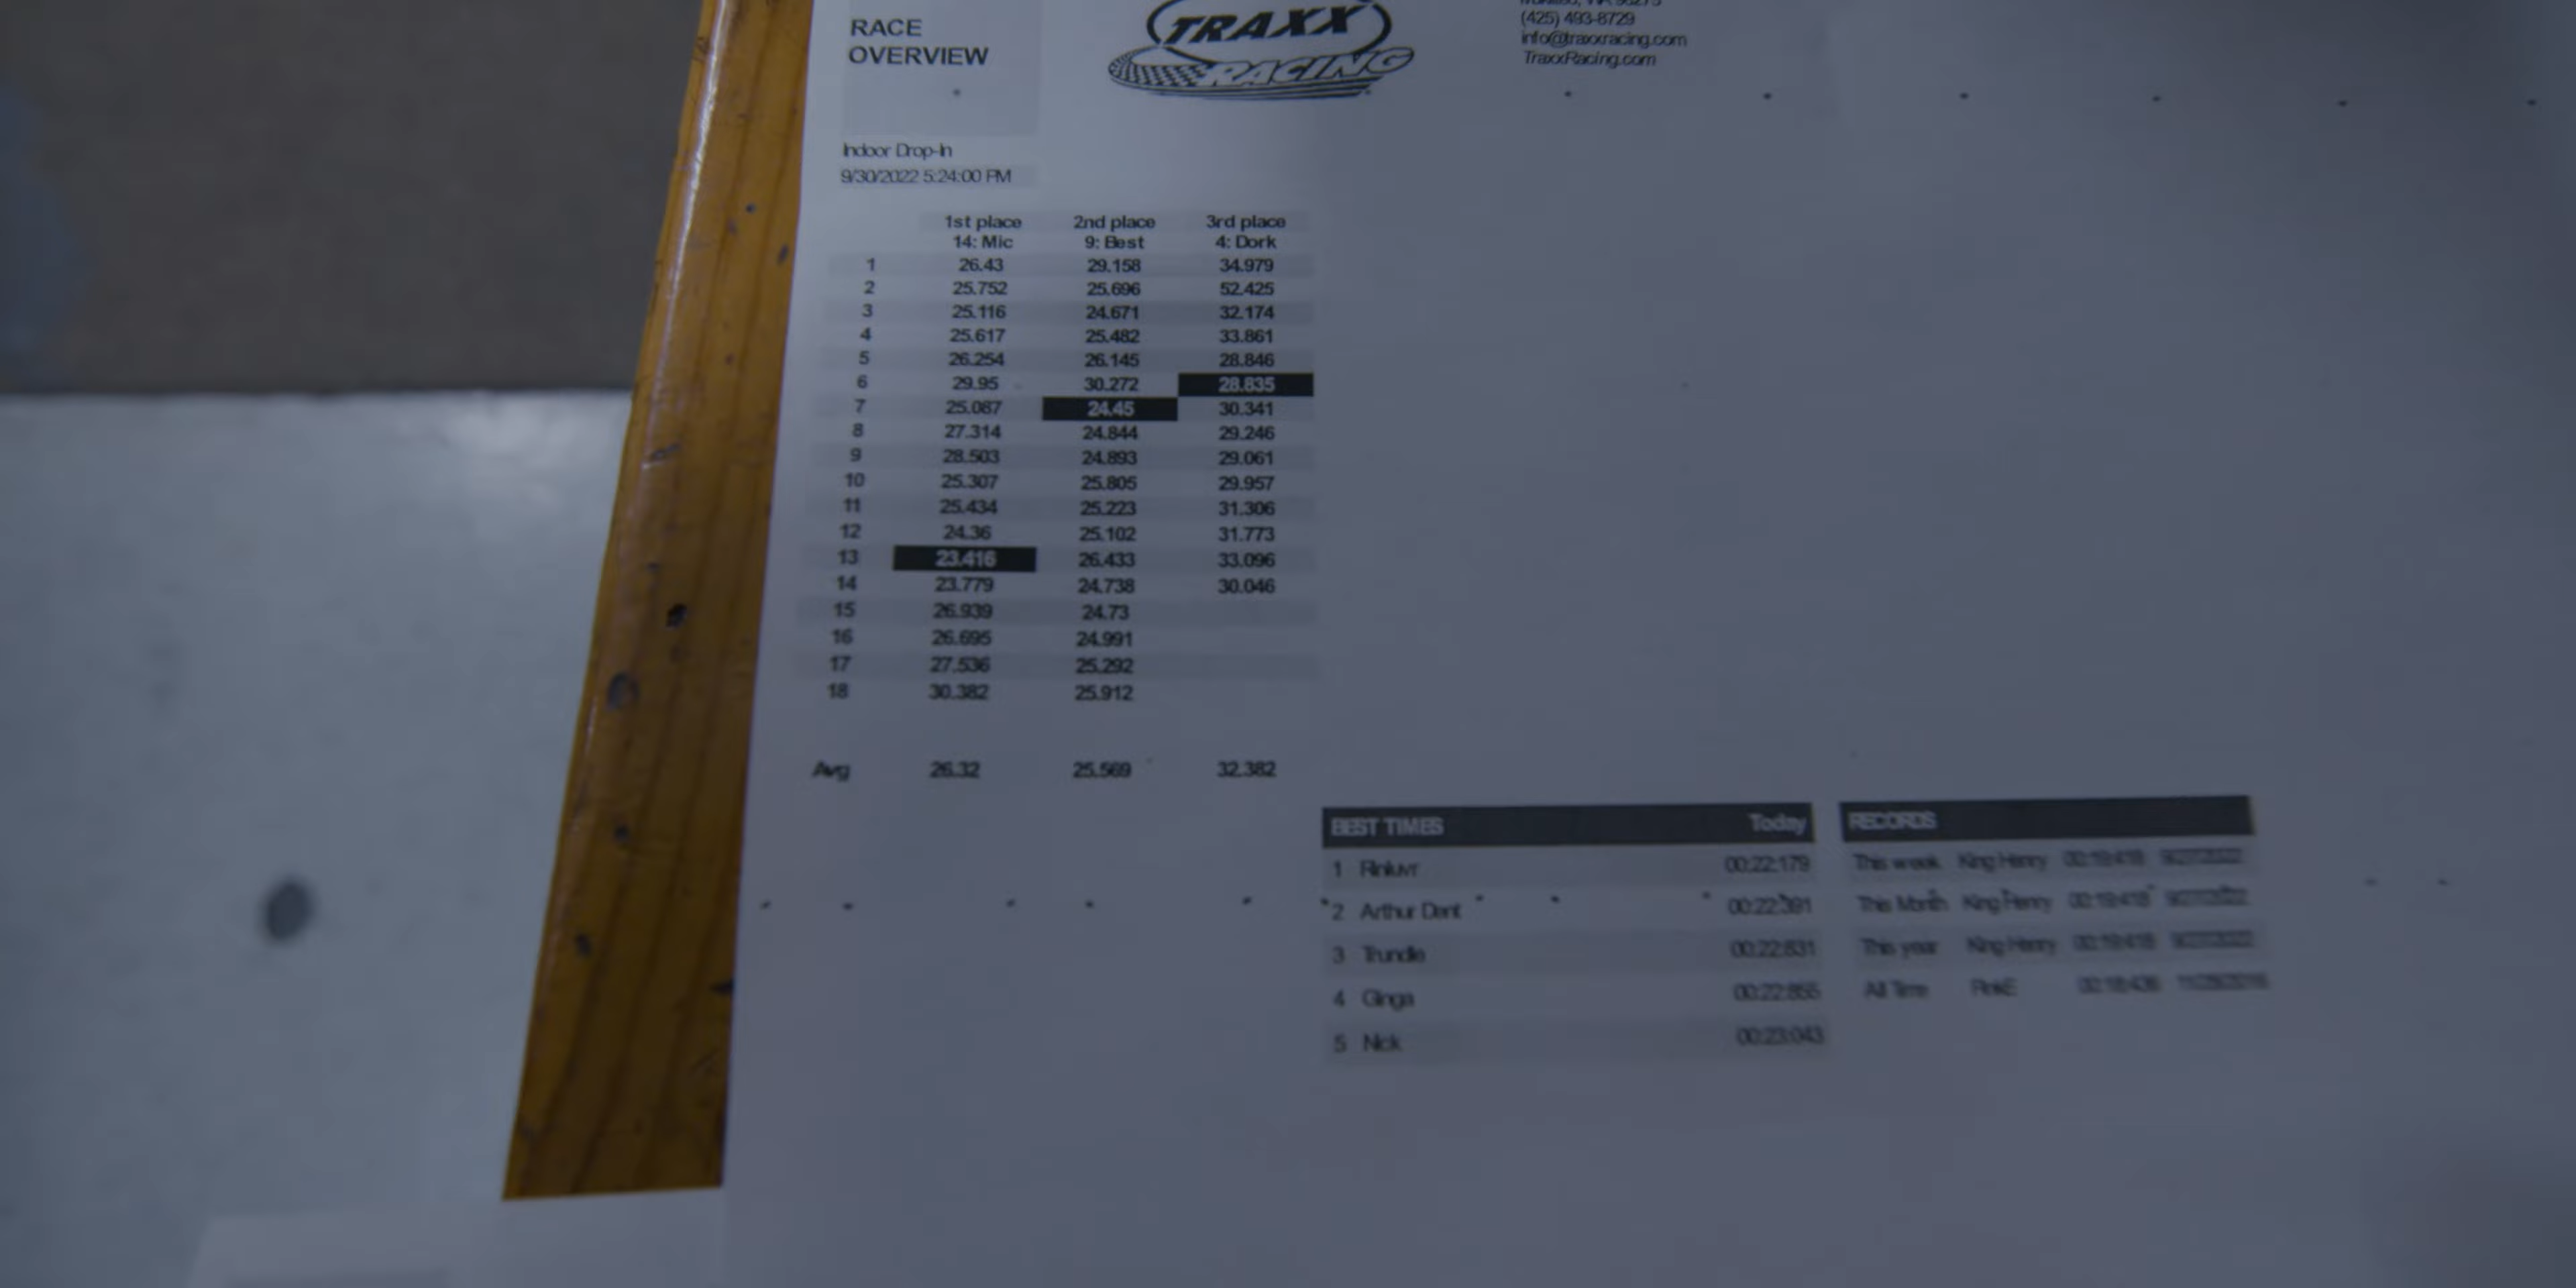 RACE
OVERVIEW
TRAXX
RACING
(425) 493-8729
info@traxxracing.com
TraxxRacing.com
Indoor Drop-In
9/30/2022 5:24:00 PM
1st place 2nd place 3rd place
14: Mic 9: Best 4: Dork
1 26.43 29.158 34.979
2 25.752 25.696 52.425
3 25.116 24.671 32.174
4 25.617 25.482 33.861
5 26.254 26.145 28.846
6 29.95 30.272 28.835
7 25.087 24.45 30.341
8 27.314 24.844 29.246
9 28.503 24.893 29.061
10 25.307 25.805 29.957
11 25.434 25.223 31.306
12 24.36 25.102 31.773
13 23.416 26.433 33.096
14 23.779 24.738 30.046
15 26.939 24.73
16 26.695 24.991
17 27.536 25.292
18 30.382 25.912
Avg 26.32 25.569 32.382
BEST TIMES Today
1 00:22:179
2 Arthur Dent
3 Trundle 00:22:631
4 Ginga 00:22:855
5 Nick 00:23:043
RECORDS
This week King Henry
This Month King Henry
This year King Henry
All Time